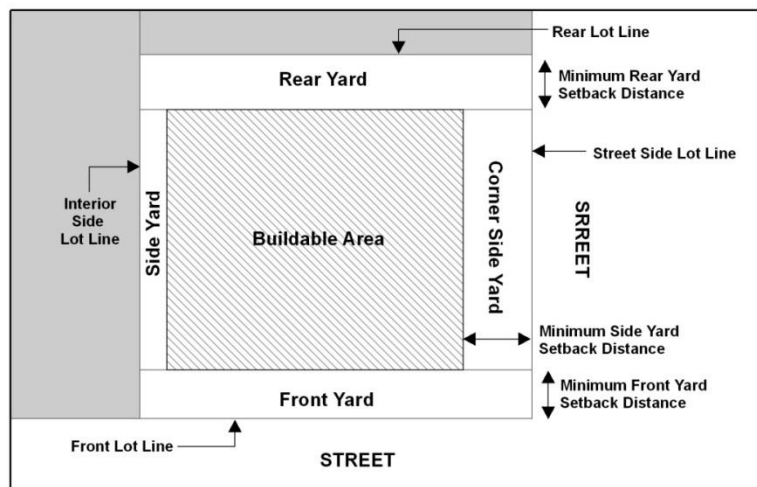 Rear Lot Line
Rear Yard
Minimum Rear Yard
Setback Distance
Street Side Lot Line
Interior
Side
Lot Line
Side Yard
Buildable Area
Corner Side Yard
SRREET
Minimum Side Yard
Setback Distance
Front Yard
Minimum Front Yard
Setback Distance
Front Lot Line
STREET